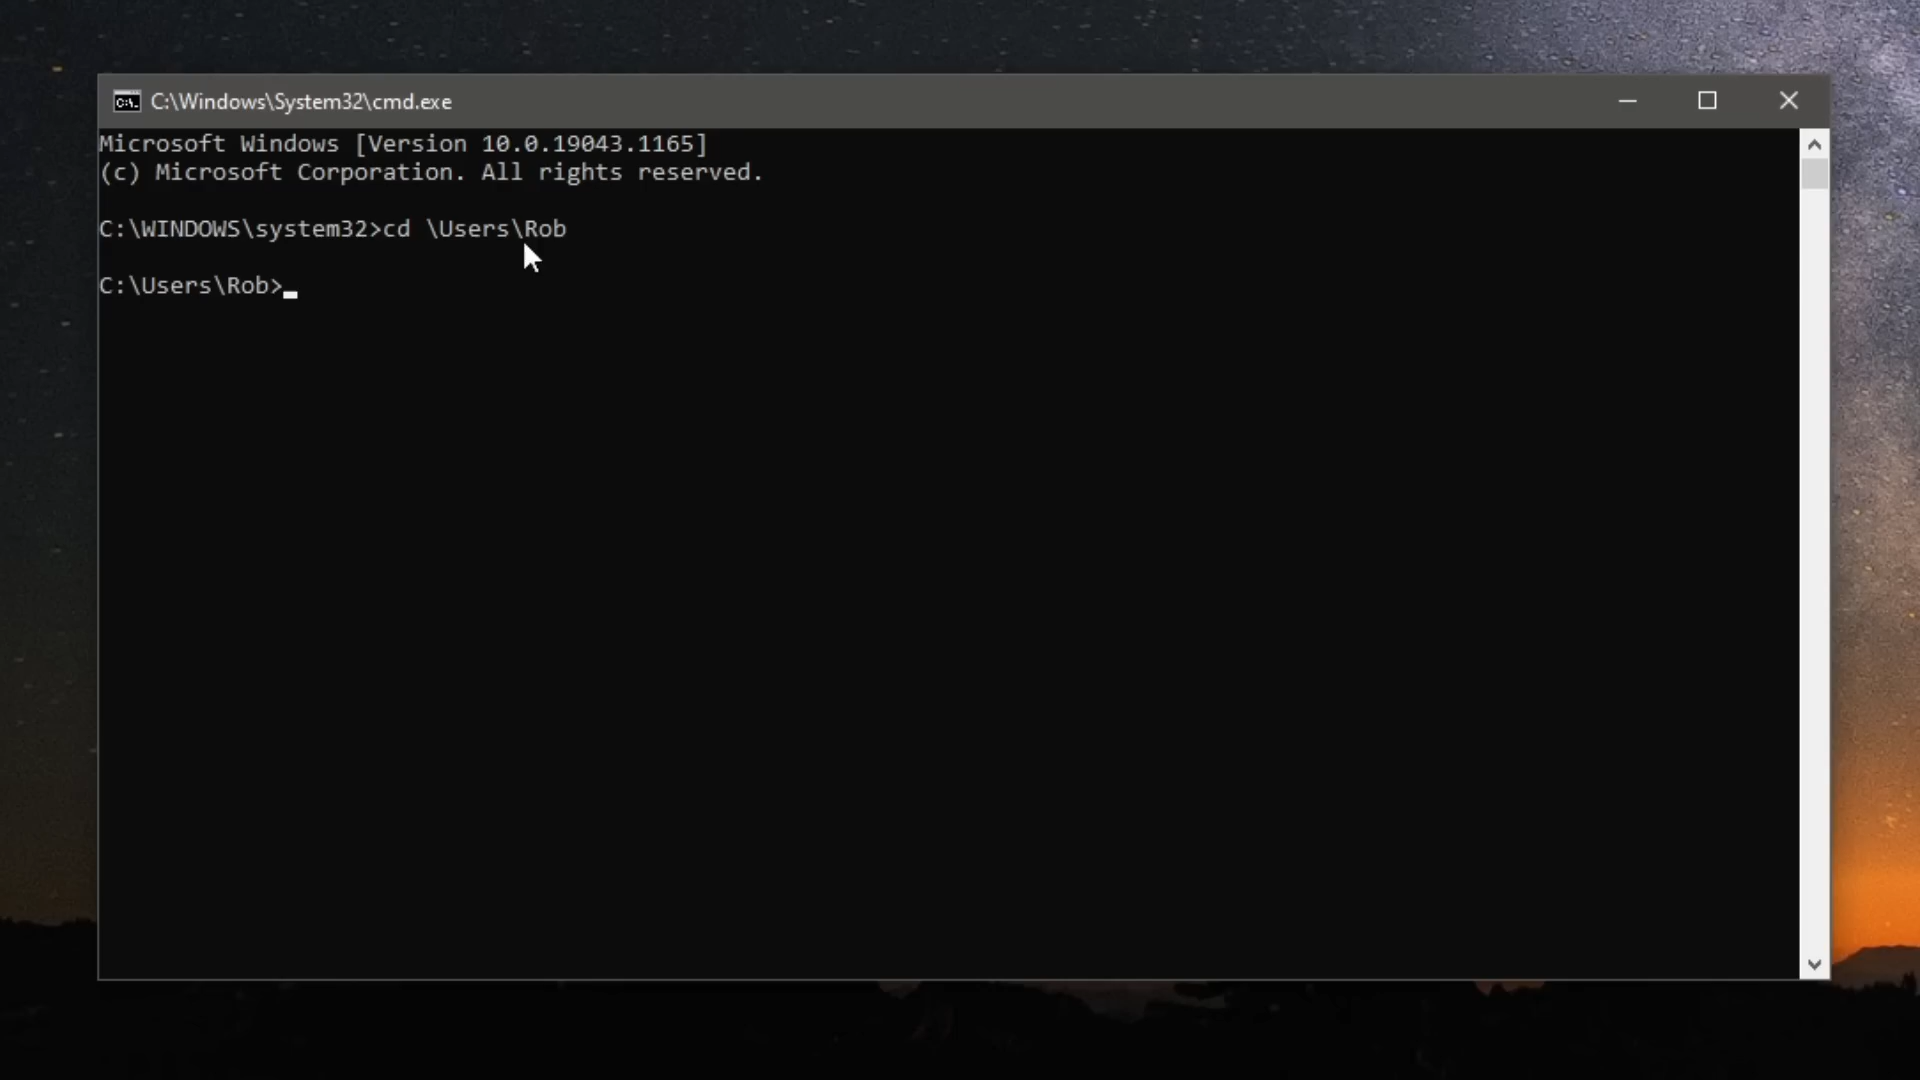 C:\Windows\System32\cmd.exe
Microsoft Windows [Version 10.0.19043.1165]
(c) Microsoft Corporation. All rights reserved.
C:\WINDOWS\system32>cd \Users\Rob
C:\Users\Rob>